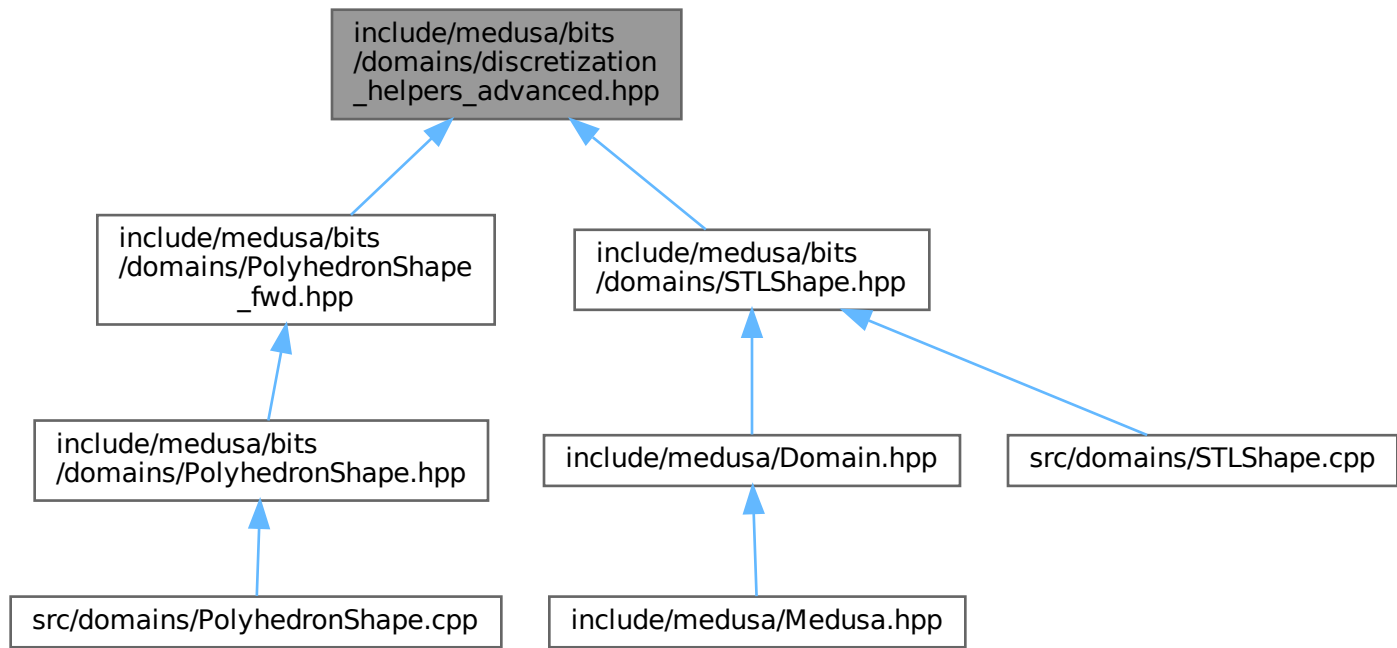 include/medusa/bits
/domains/discretization
_helpers_advanced.hpp
include/medusa/bits
/domains/PolyhedronShape
_fwd.hpp
include/medusa/bits
/domains/STLShape.hpp
include/medusa/bits
/domains/PolyhedronShape.hpp
include/medusa/Domain.hpp
src/domains/STLShape.cpp
src/domains/PolyhedronShape.cpp
include/medusa/Medusa.hpp